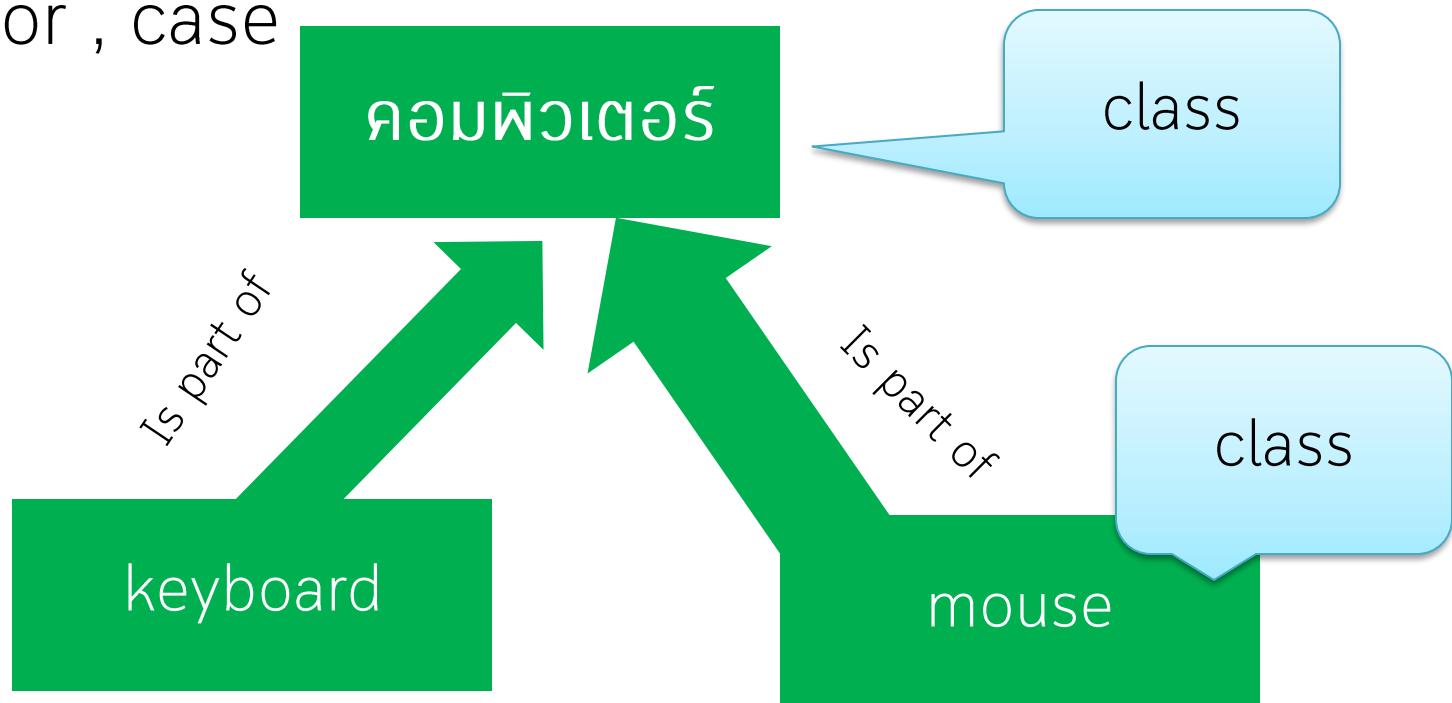 or , case
คอมพิวเตอร์
class
Is part of
Is part of
class
keyboard
mouse